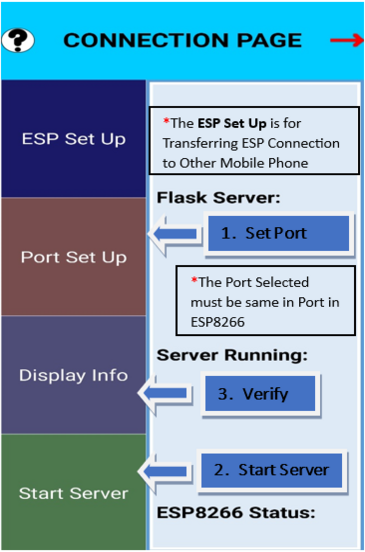 ? CONNECTION PAGE
ESP Set Up
*The ESP Set Up is for
Transferring ESP Connection
to Other Mobile Phone
Flask Server:
Port Set Up
1. Set Port
*The Port Selected
must be same in Port in
ESP8266
Server Running:
Display Info
3. Verify
2. Start Server
Start Server
ESP8266 Status: